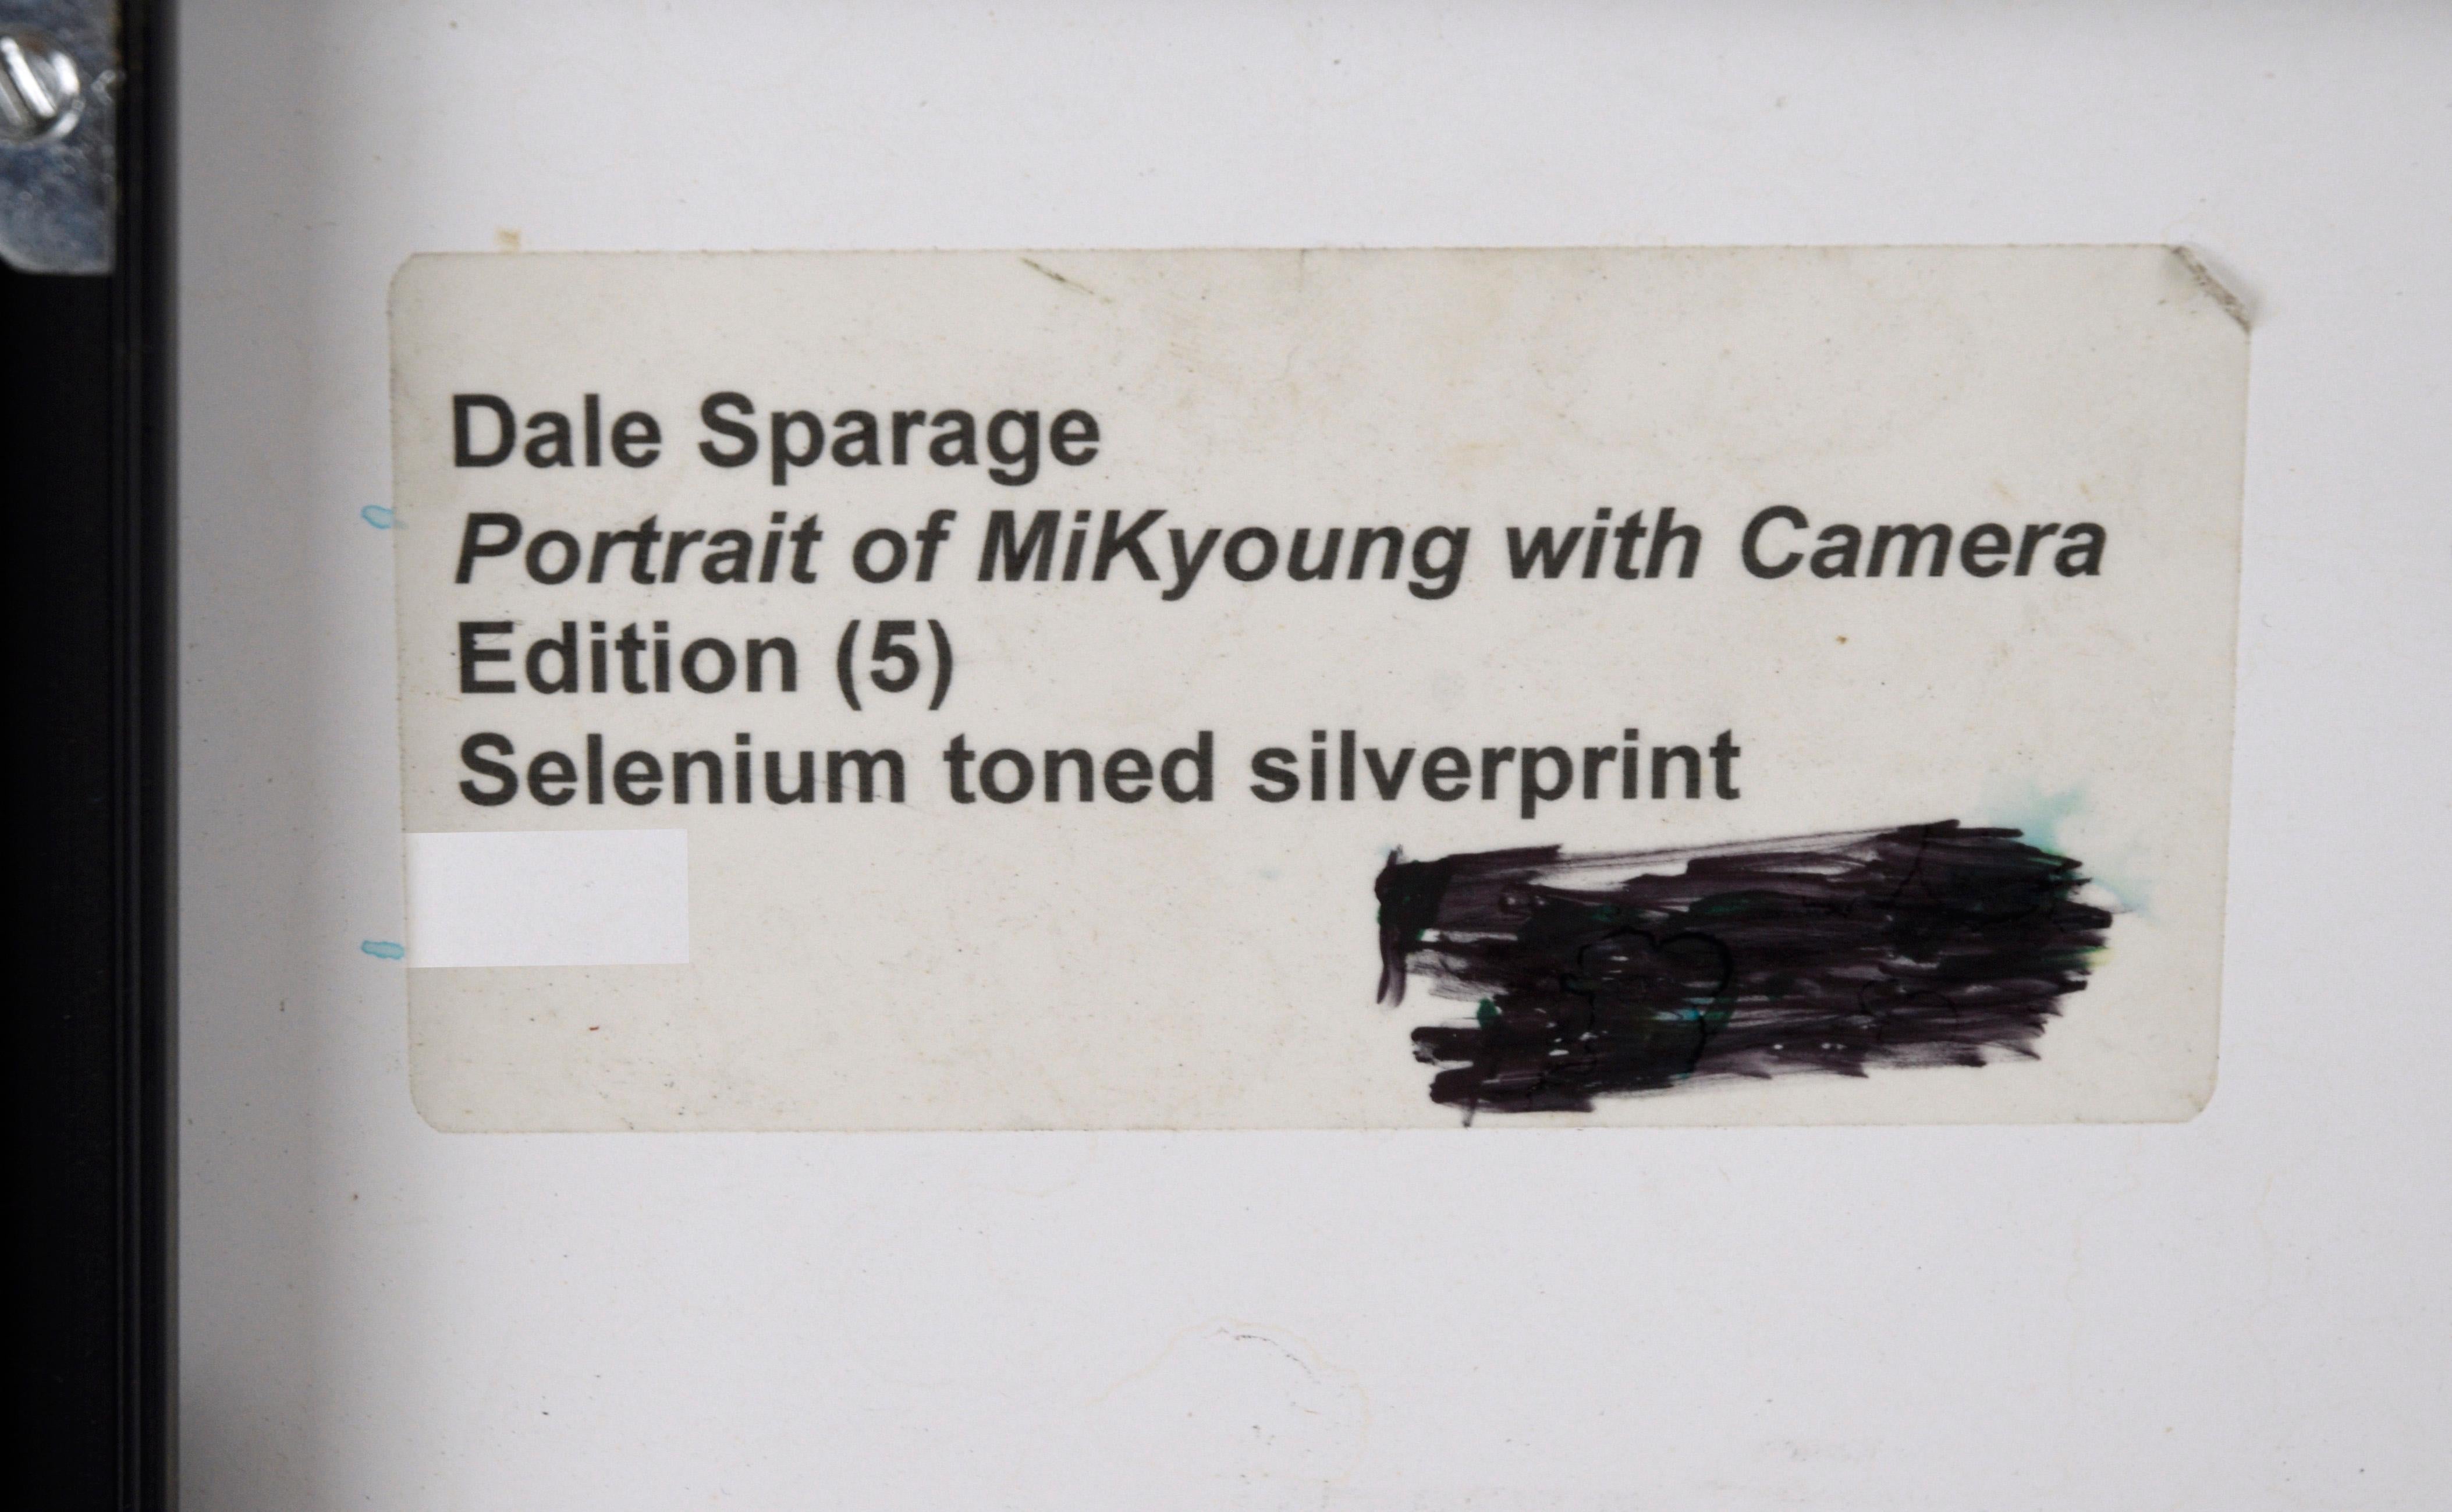 Dale Sparage
Portrait of MiKyoung with Camera
Edition (5)
Selenium toned silverprint